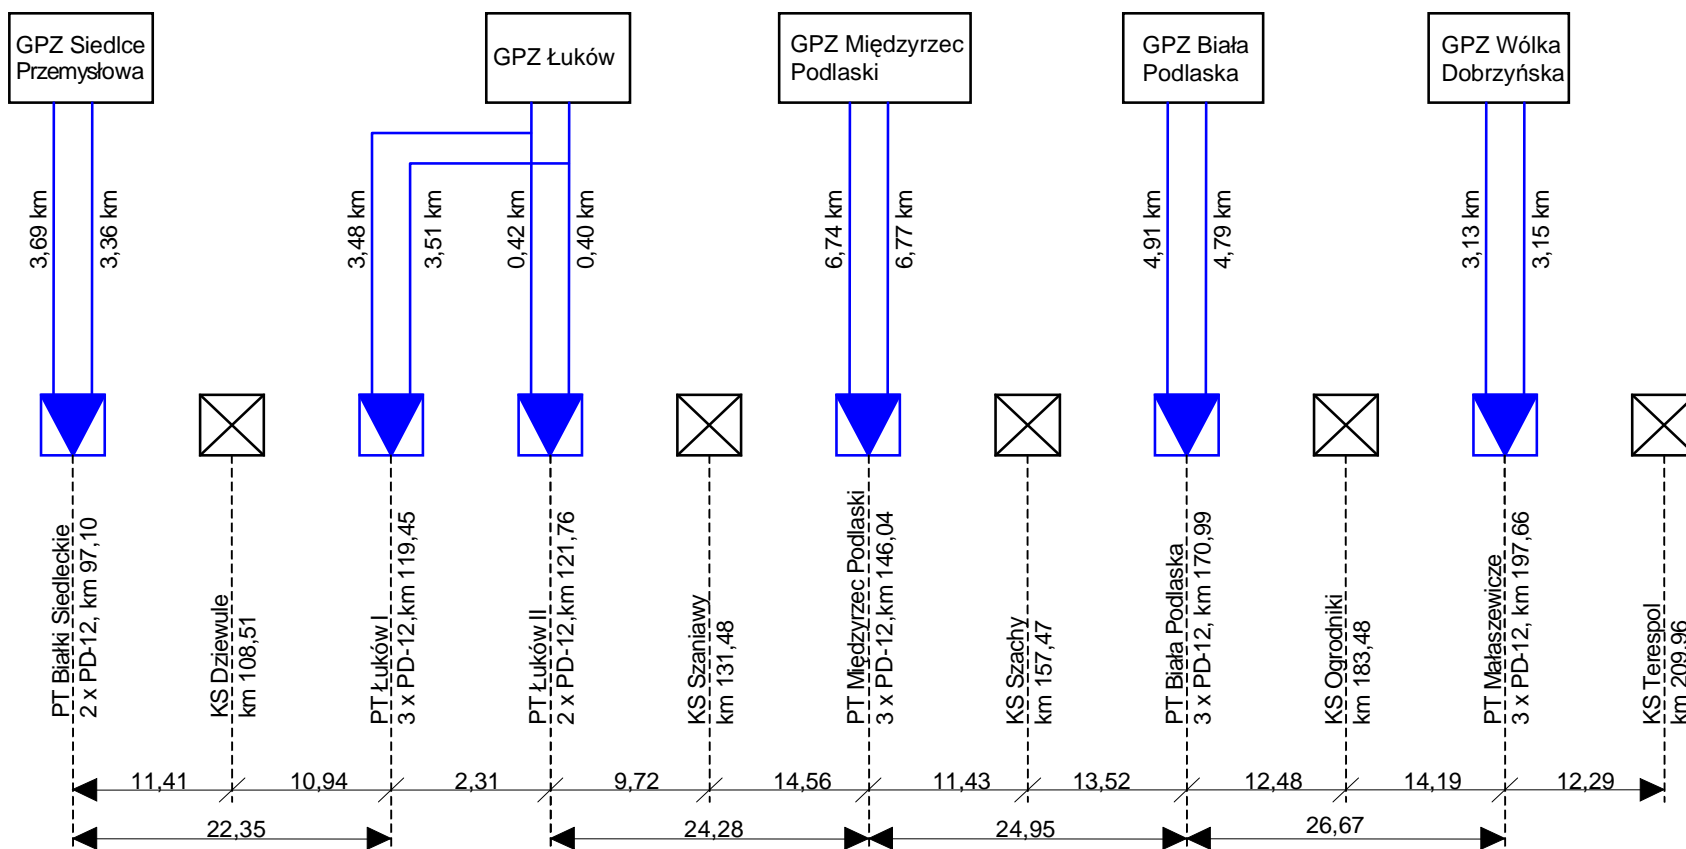 GPZ Siedlce
Przemysłowa
GPZ Łuków
GPZ Międzyrzec
Podlaski
GPZ Biała
Podlaska
GPZ Wólka
Dobrzyńska
3,69 km
3,36 km
3,48 km
3,51 km
0,42 km
0,40 km
6,74 km
6,77 km
4,91 km
4,79 km
3,13 km
3,15 km
PT Białki Siedleckie
2 x PD-12, km 97,10
KS Dziewule
km 108,51
PT Łuków I
3 x PD-12,km 119,45
PT Łuków II
2 x PD-12,km 121,76
KS Szaniawy
km 131,48
PT Międzyrzec Podlaski
3 x PD-12,km 146,04
KS Szachy
km 157,47
PT Biała Podlaska
3 x PD-12, km 170,99
KS Ogrodniki
km 183,48
PT Małaszewicze
3 x PD-12, km 197,66
KS Terespol
km 209,96
11,41
10,94
2,31
9,72
14,56
11,43
13,52
12,48
14,19
12,29
22,35
24,28
24,95
26,67